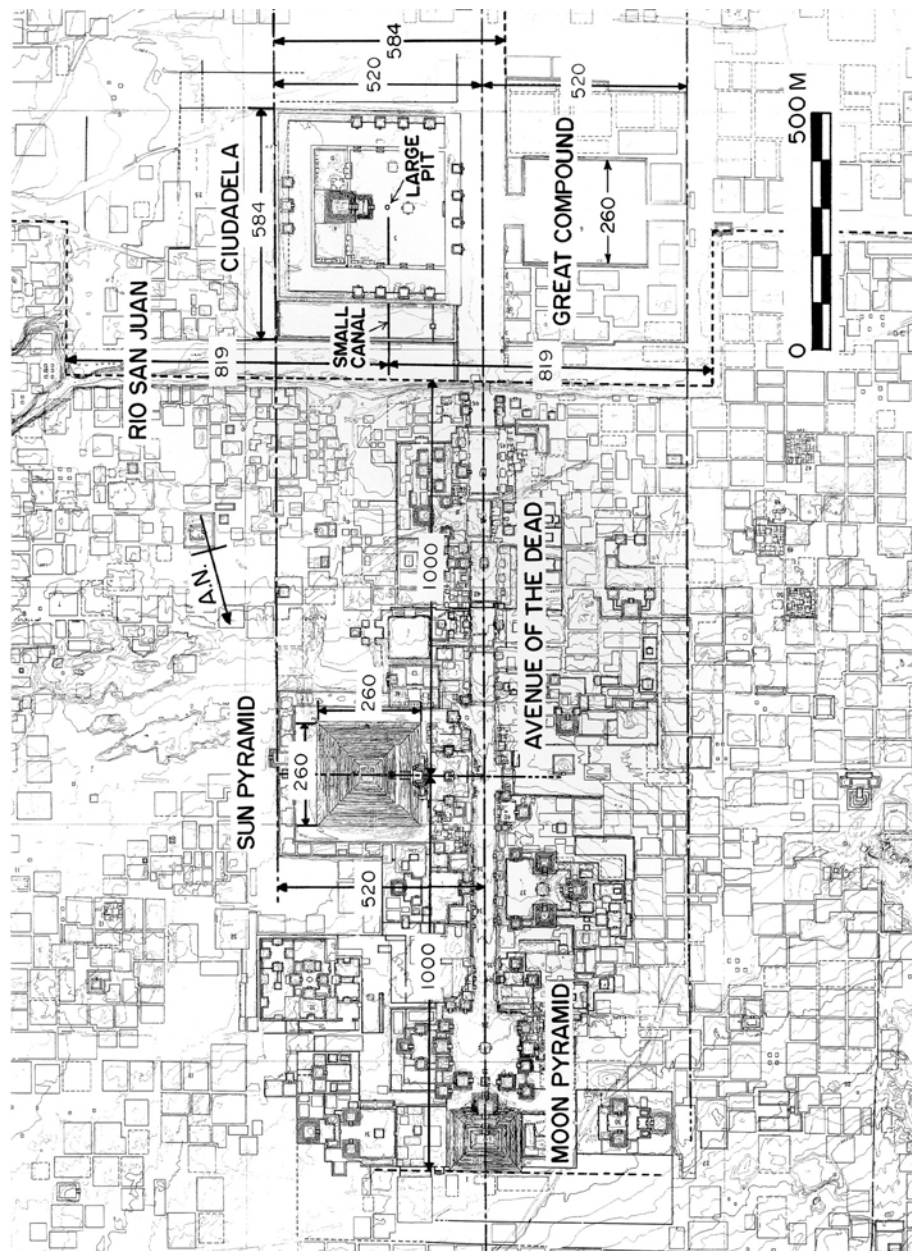 RIO SAN JUAN
A.N.
819
SUN PYRAMID
CIUDADELA
584
260
520
260
SMALL
CANAL
520
584
LARGE
PIT
1000
1000
AVENUE OF THE DEAD
819
MOON PYRAMID
GREAT COMPOUND
520
260
0
500 M